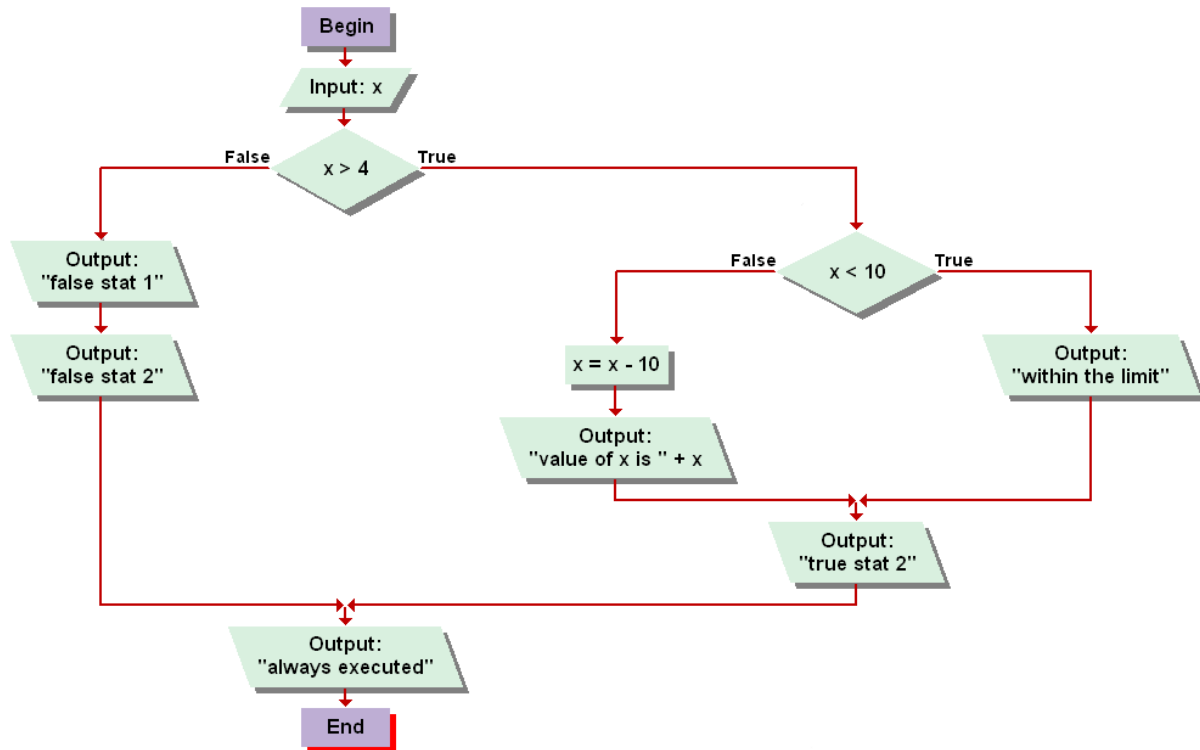 Begin
Input: x
False
x > 4
True
Output:
"false stat 1"
Output:
"false stat 2"
False
x < 10
True
x = x - 10
Output:
"value of x is " + x
Output:
"within the limit"
Output:
"true stat 2"
Output:
"always executed"
End